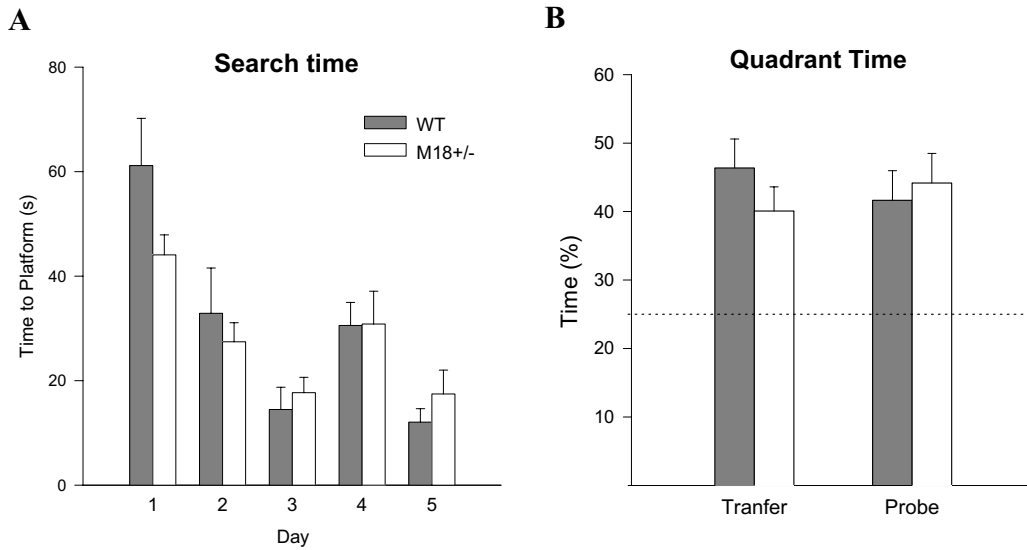 A
Search time
80
60
40
20
0
Time to Platform (s)
WT
M18+/-
1 2 3 4 5
Day
B
Quadrant Time
60
50
40
30
20
10
Time (%)
Tranfer Probe